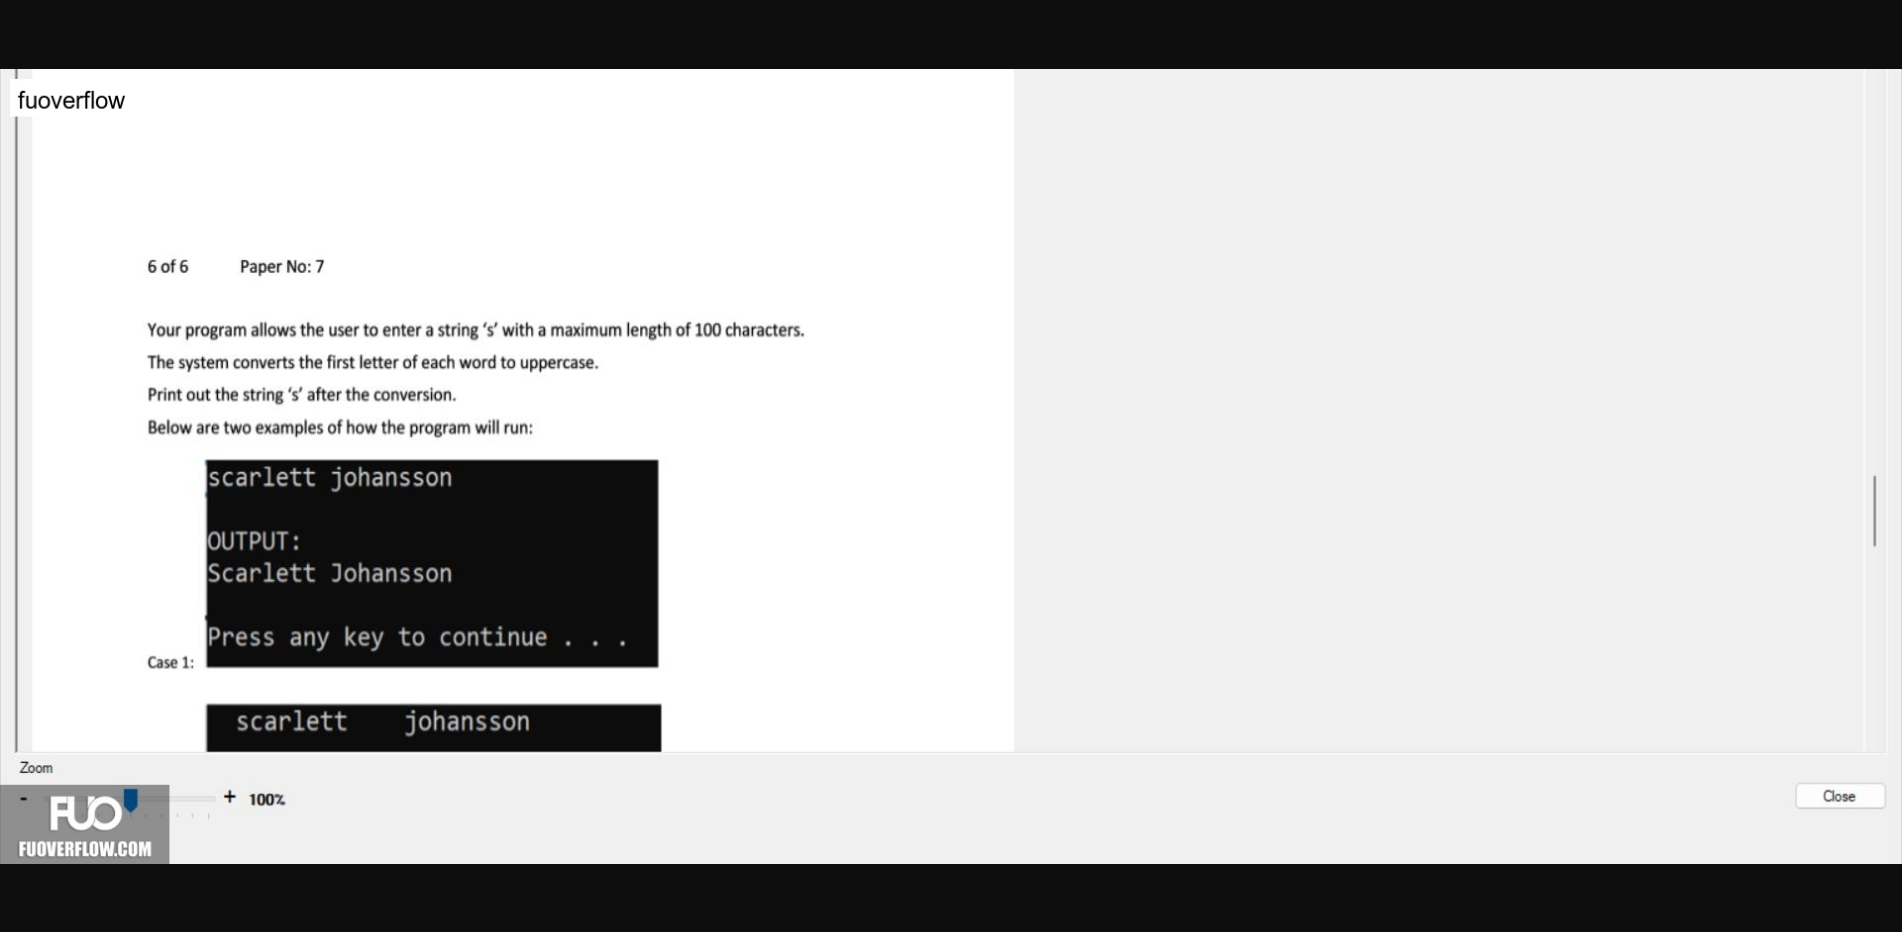 fuoverflow
6 of 6 Paper No: 7
Your program allows the user to enter a string ‘s’ with a maximum length of 100 characters.
The system converts the first letter of each word to uppercase.
Print out the string ‘s’ after the conversion.
Below are two examples of how the program will run:
scarlett johansson
OUTPUT:
Scarlett Johansson
Press any key to continue . . .
Case 1:
scarlett    johansson
Zoom
- + 100%
Close
FUO
FUOVERFLOW.COM